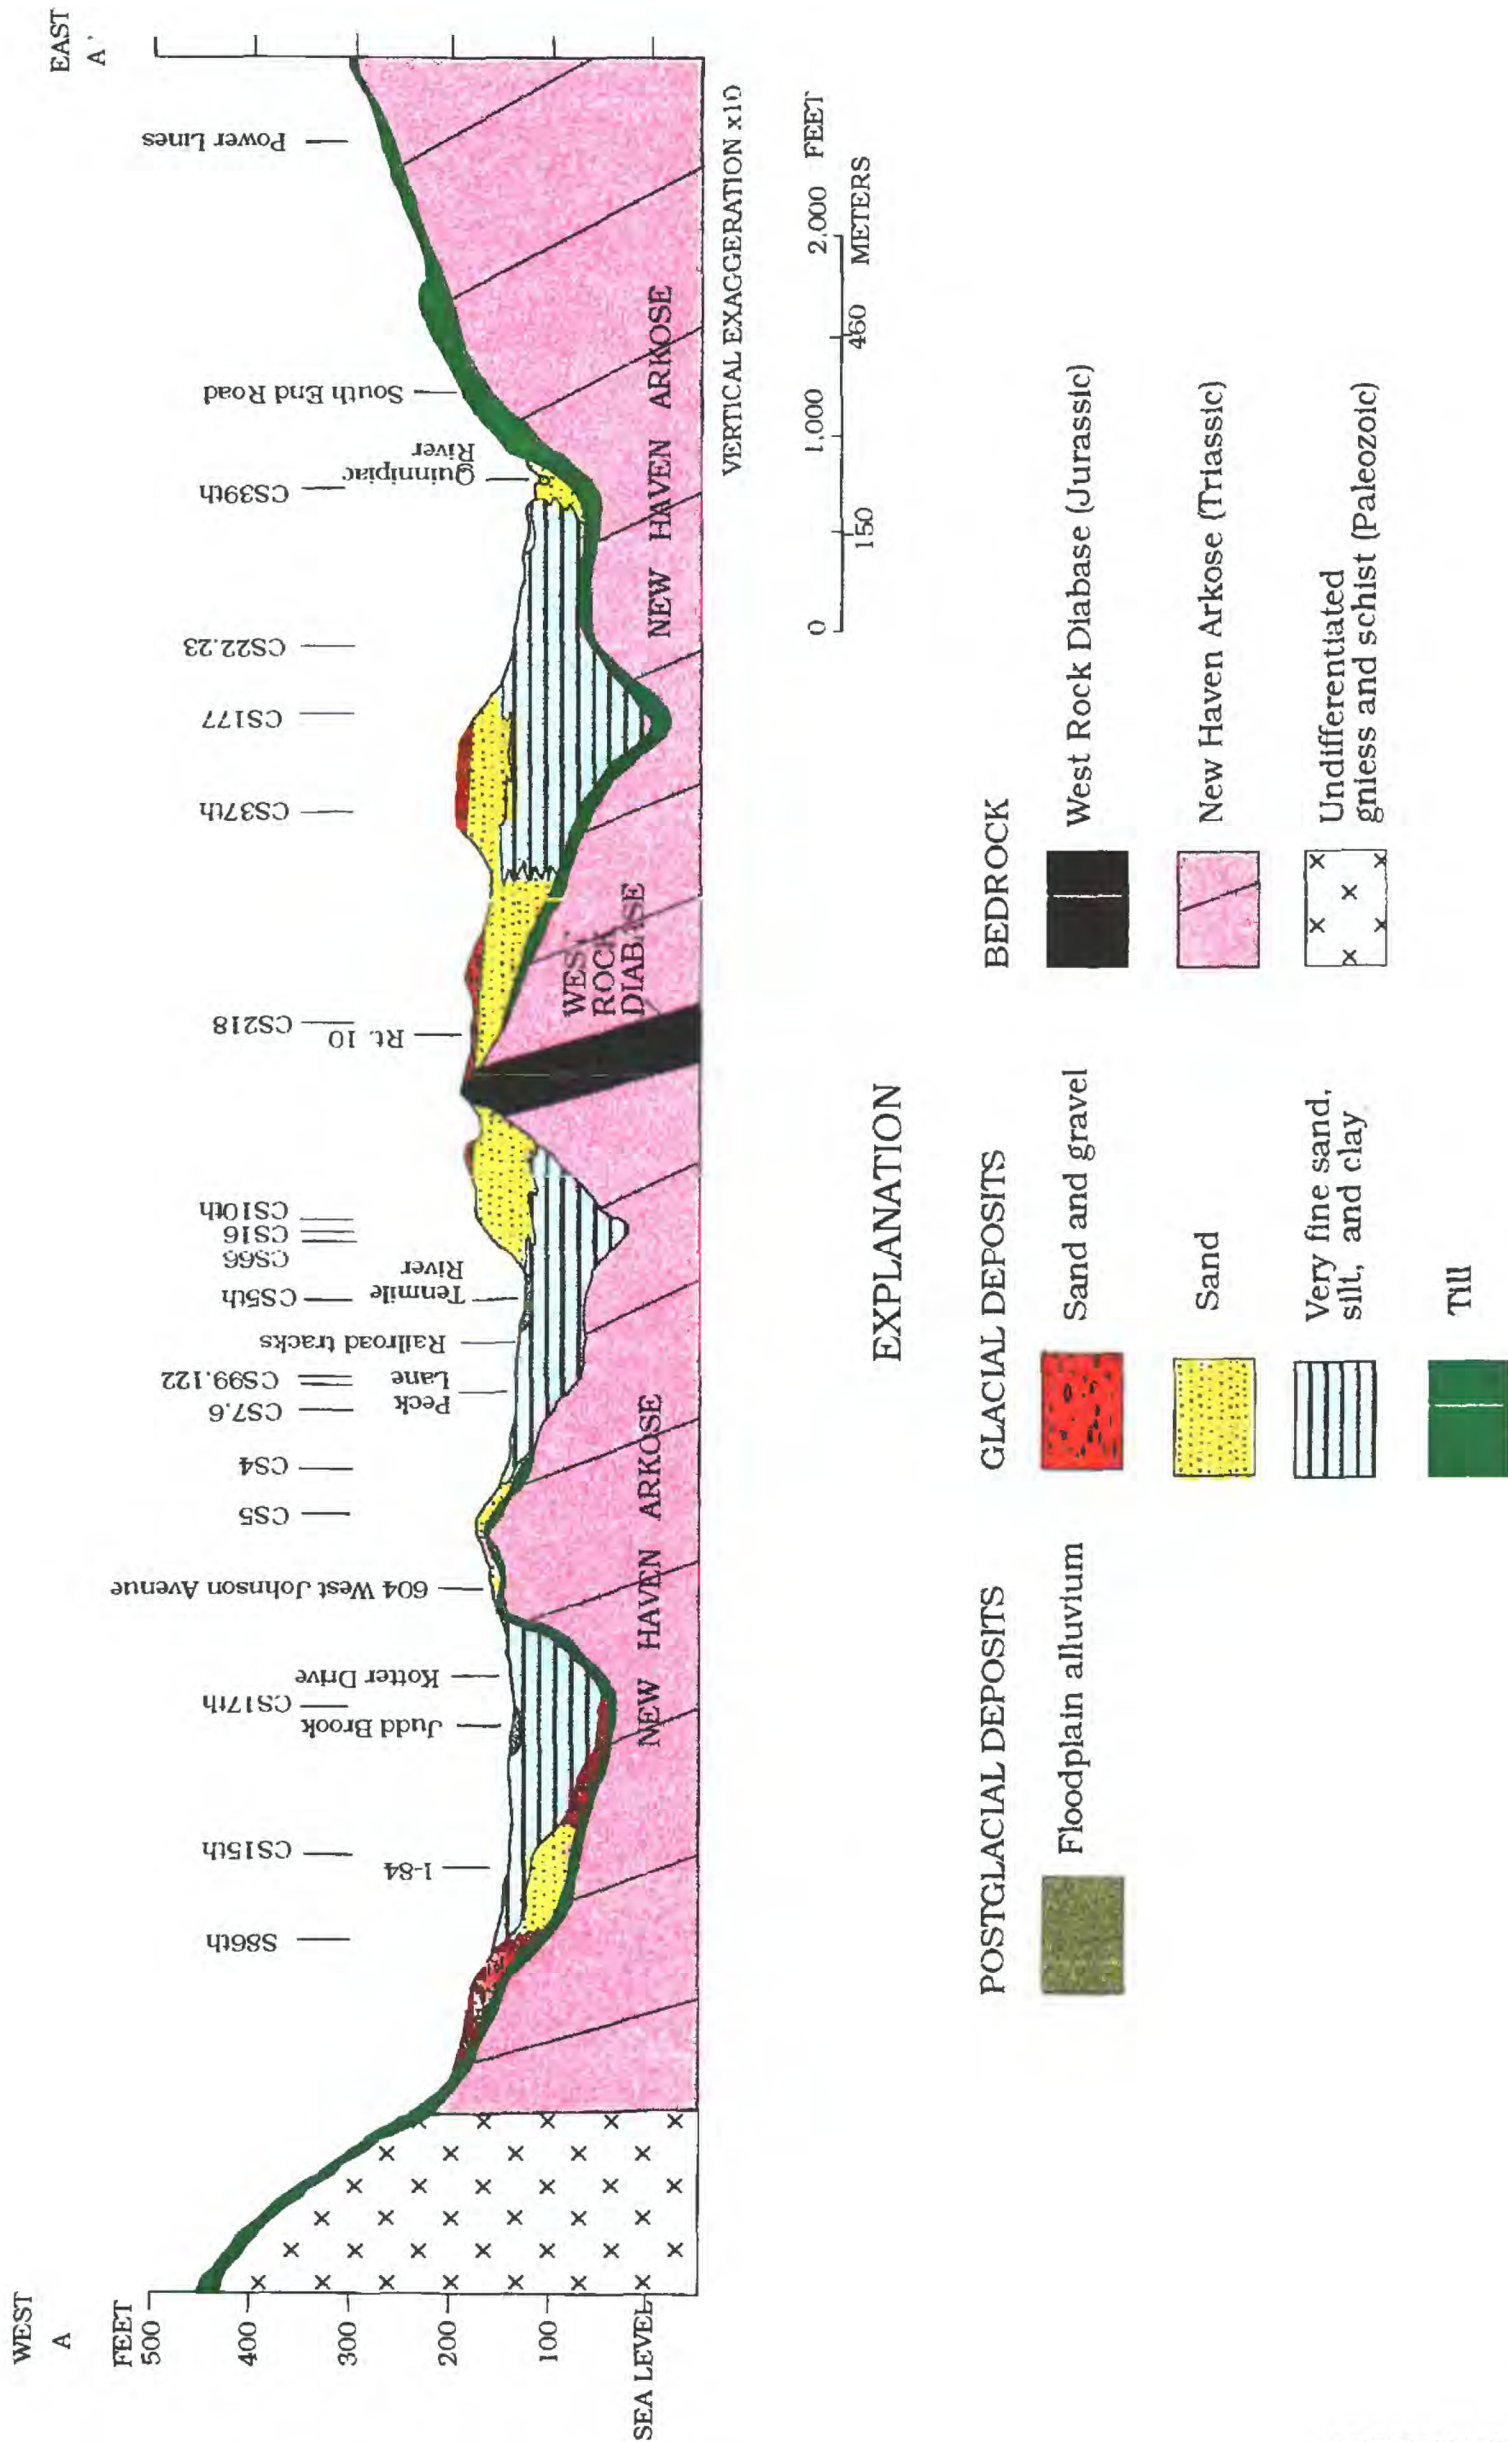 WEST
A
EAST
A'
FEET
500
400
300
200
100
SEA LEVEL
S86th
CS15th
I-84
Judd Brook
CS17th
Kotter Drive
604 West Johnson Avenue
CS5
CS4
CS7.6
Peck
Lane
CS99.122
Railroad tracks
CS5th
Tenmile
River
CS66
CS16
CS10th
Rt. 10
CS218
CS37th
CS177
CS22.23
CS39th
Quinnipiac
River
South End Road
Power Lines
NEW HAVEN ARKOSE
WEST
ROCK
DIABASE
NEW HAVEN ARKOSE
VERTICAL EXAGGERATION x10
0 1,000 2,000 FEET
150 460 METERS
EXPLANATION
POSTGLACIAL DEPOSITS
Floodplain alluvium
GLACIAL DEPOSITS
Sand and gravel
Sand
Very fine sand,
silt, and clay
Till
BEDROCK
West Rock Diabase (Jurassic)
New Haven Arkose (Triassic)
Undifferentiated
gniess and schist (Paleozoic)